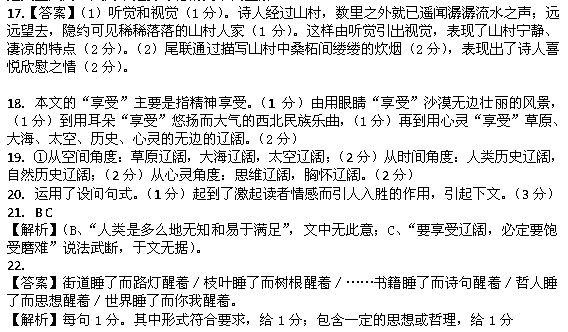 17.【答案】（1）听觉和视觉（1 分）。诗人经过山村，数里之外就已遥闻潺潺流水之声；远
远望去，隐约可见稀稀落落的山村人家（1 分）。这样由听觉引出视觉，表现了山村宁静、
凄凉的特点（2 分）。（2）尾联通过描写山村中桑柘间缕缕的炊烟（2 分），表现出了诗人喜
悦欣慰之情（2 分）。
18. 本文的“享受”主要是指精神享受。（1 分）由用眼睛“享受”沙漠无边壮丽的风景，
（1 分）到用耳朵“享受”悠扬而大气的西北民族乐曲，（1 分）再到用心灵“享受”草原、
大海、太空、历史、心灵的无边的辽阔。（2 分）
19. ①从空间角度：草原辽阔，大海辽阔，太空辽阔；（2 分）从时间角度：人类历史辽阔，
自然历史辽阔；（2 分）从心灵角度：思维辽阔，胸怀辽阔。（2 分）
20. 运用了设问句式。（1 分）起到了激起读者情感而引人入胜的作用，引起下文。（3 分）
21. BC
【解析】（B、“人类是多么地无知和易于满足”，文中无此意；C、“要享受辽阔，必定要饱
受磨难”说法武断，于文无据）。
22.
【答案】街道睡了而路灯醒着／枝叶睡了而树根醒着／……书籍睡了而诗句醒着／哲人睡
了而思想醒着／世界睡了而你我醒着。
【解析】每句 1 分。其中形式符合要求，给 1 分；包含一定的思想或哲理，给 1 分